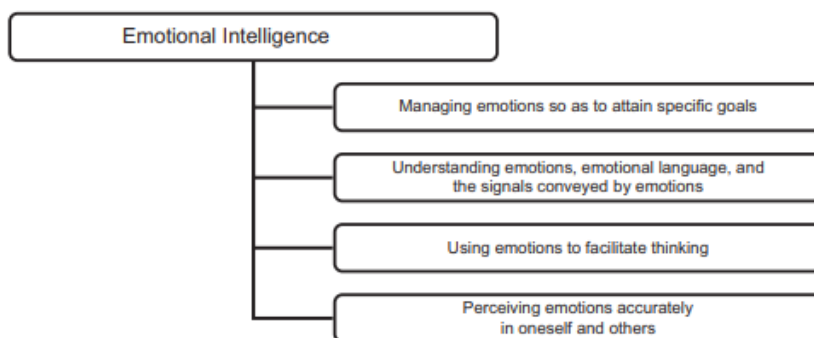 Emotional Intelligence
Managing emotions so as to attain specific goals
Understanding emotions, emotional language, and
the signals conveyed by emotions
Using emotions to facilitate thinking
Perceiving emotions accurately
in oneself and others